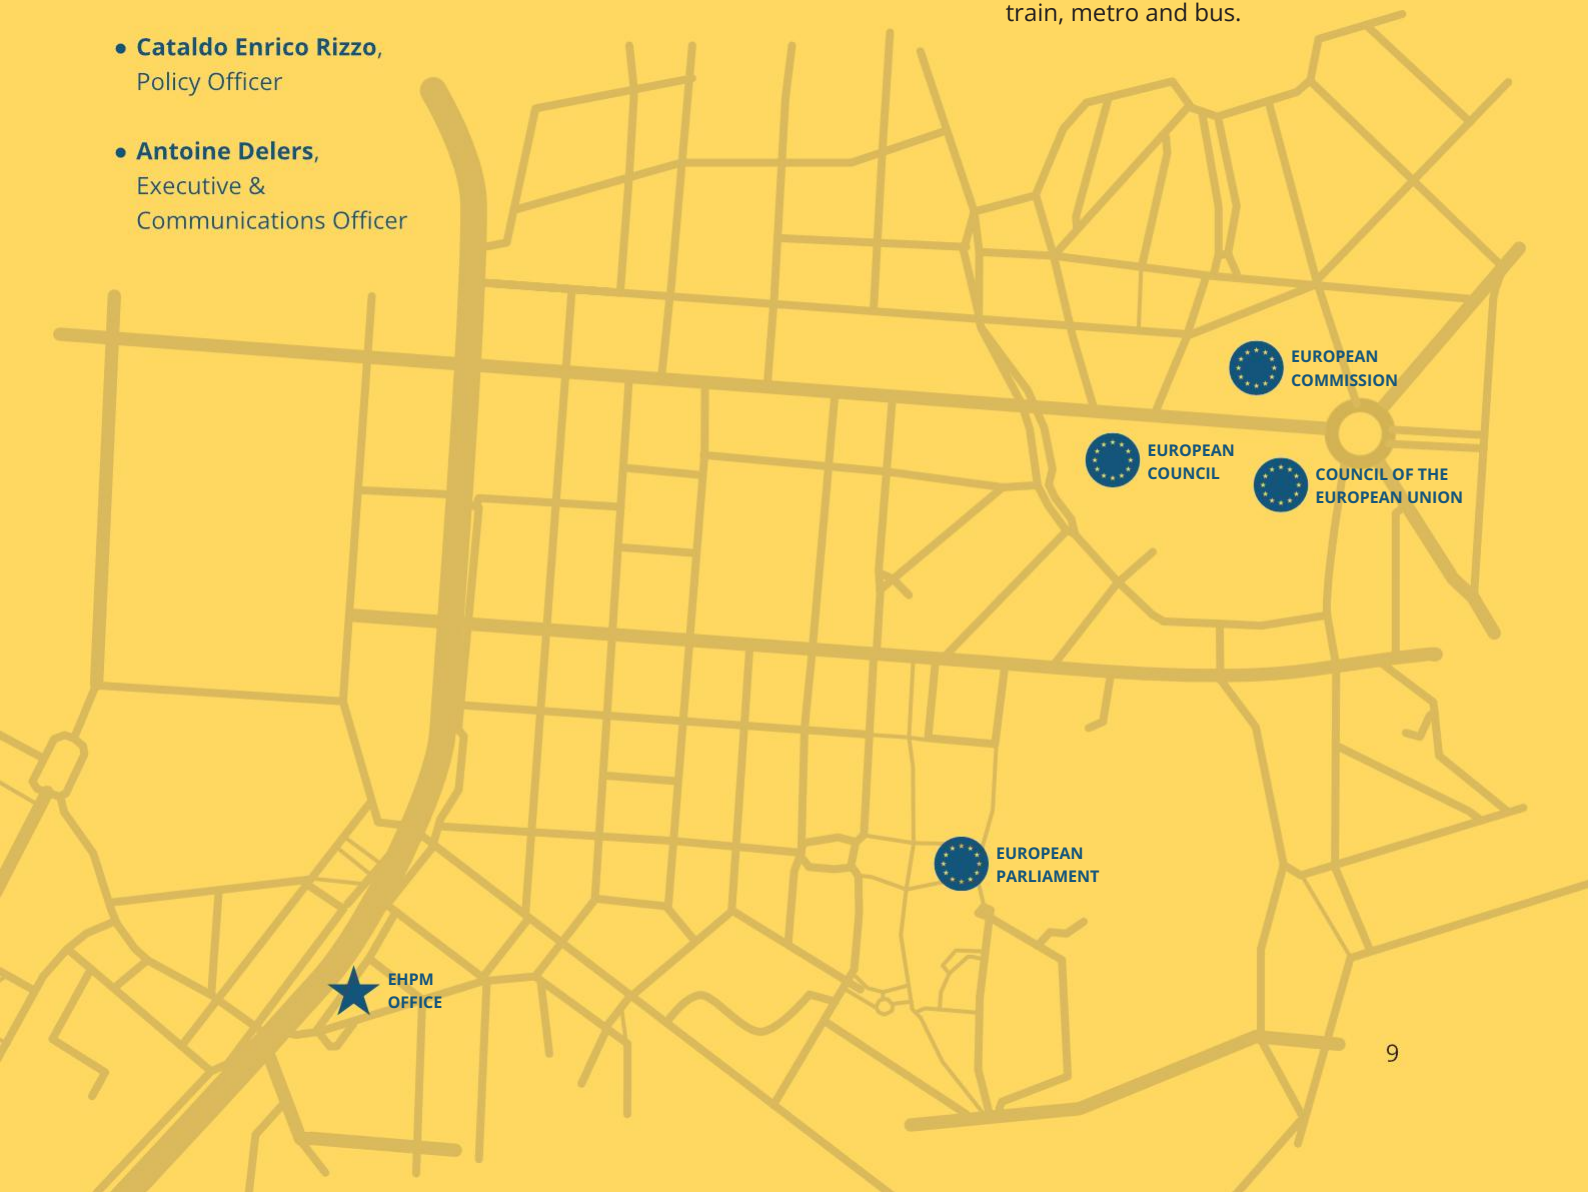 train, metro and bus.
• Cataldo Enrico Rizzo,
Policy Officer
• Antoine Delers,
Executive &
Communications Officer
EUROPEAN
COMMISSION
EUROPEAN
COUNCIL
COUNCIL OF THE
EUROPEAN UNION
EUROPEAN
PARLIAMENT
EHPM
OFFICE
9